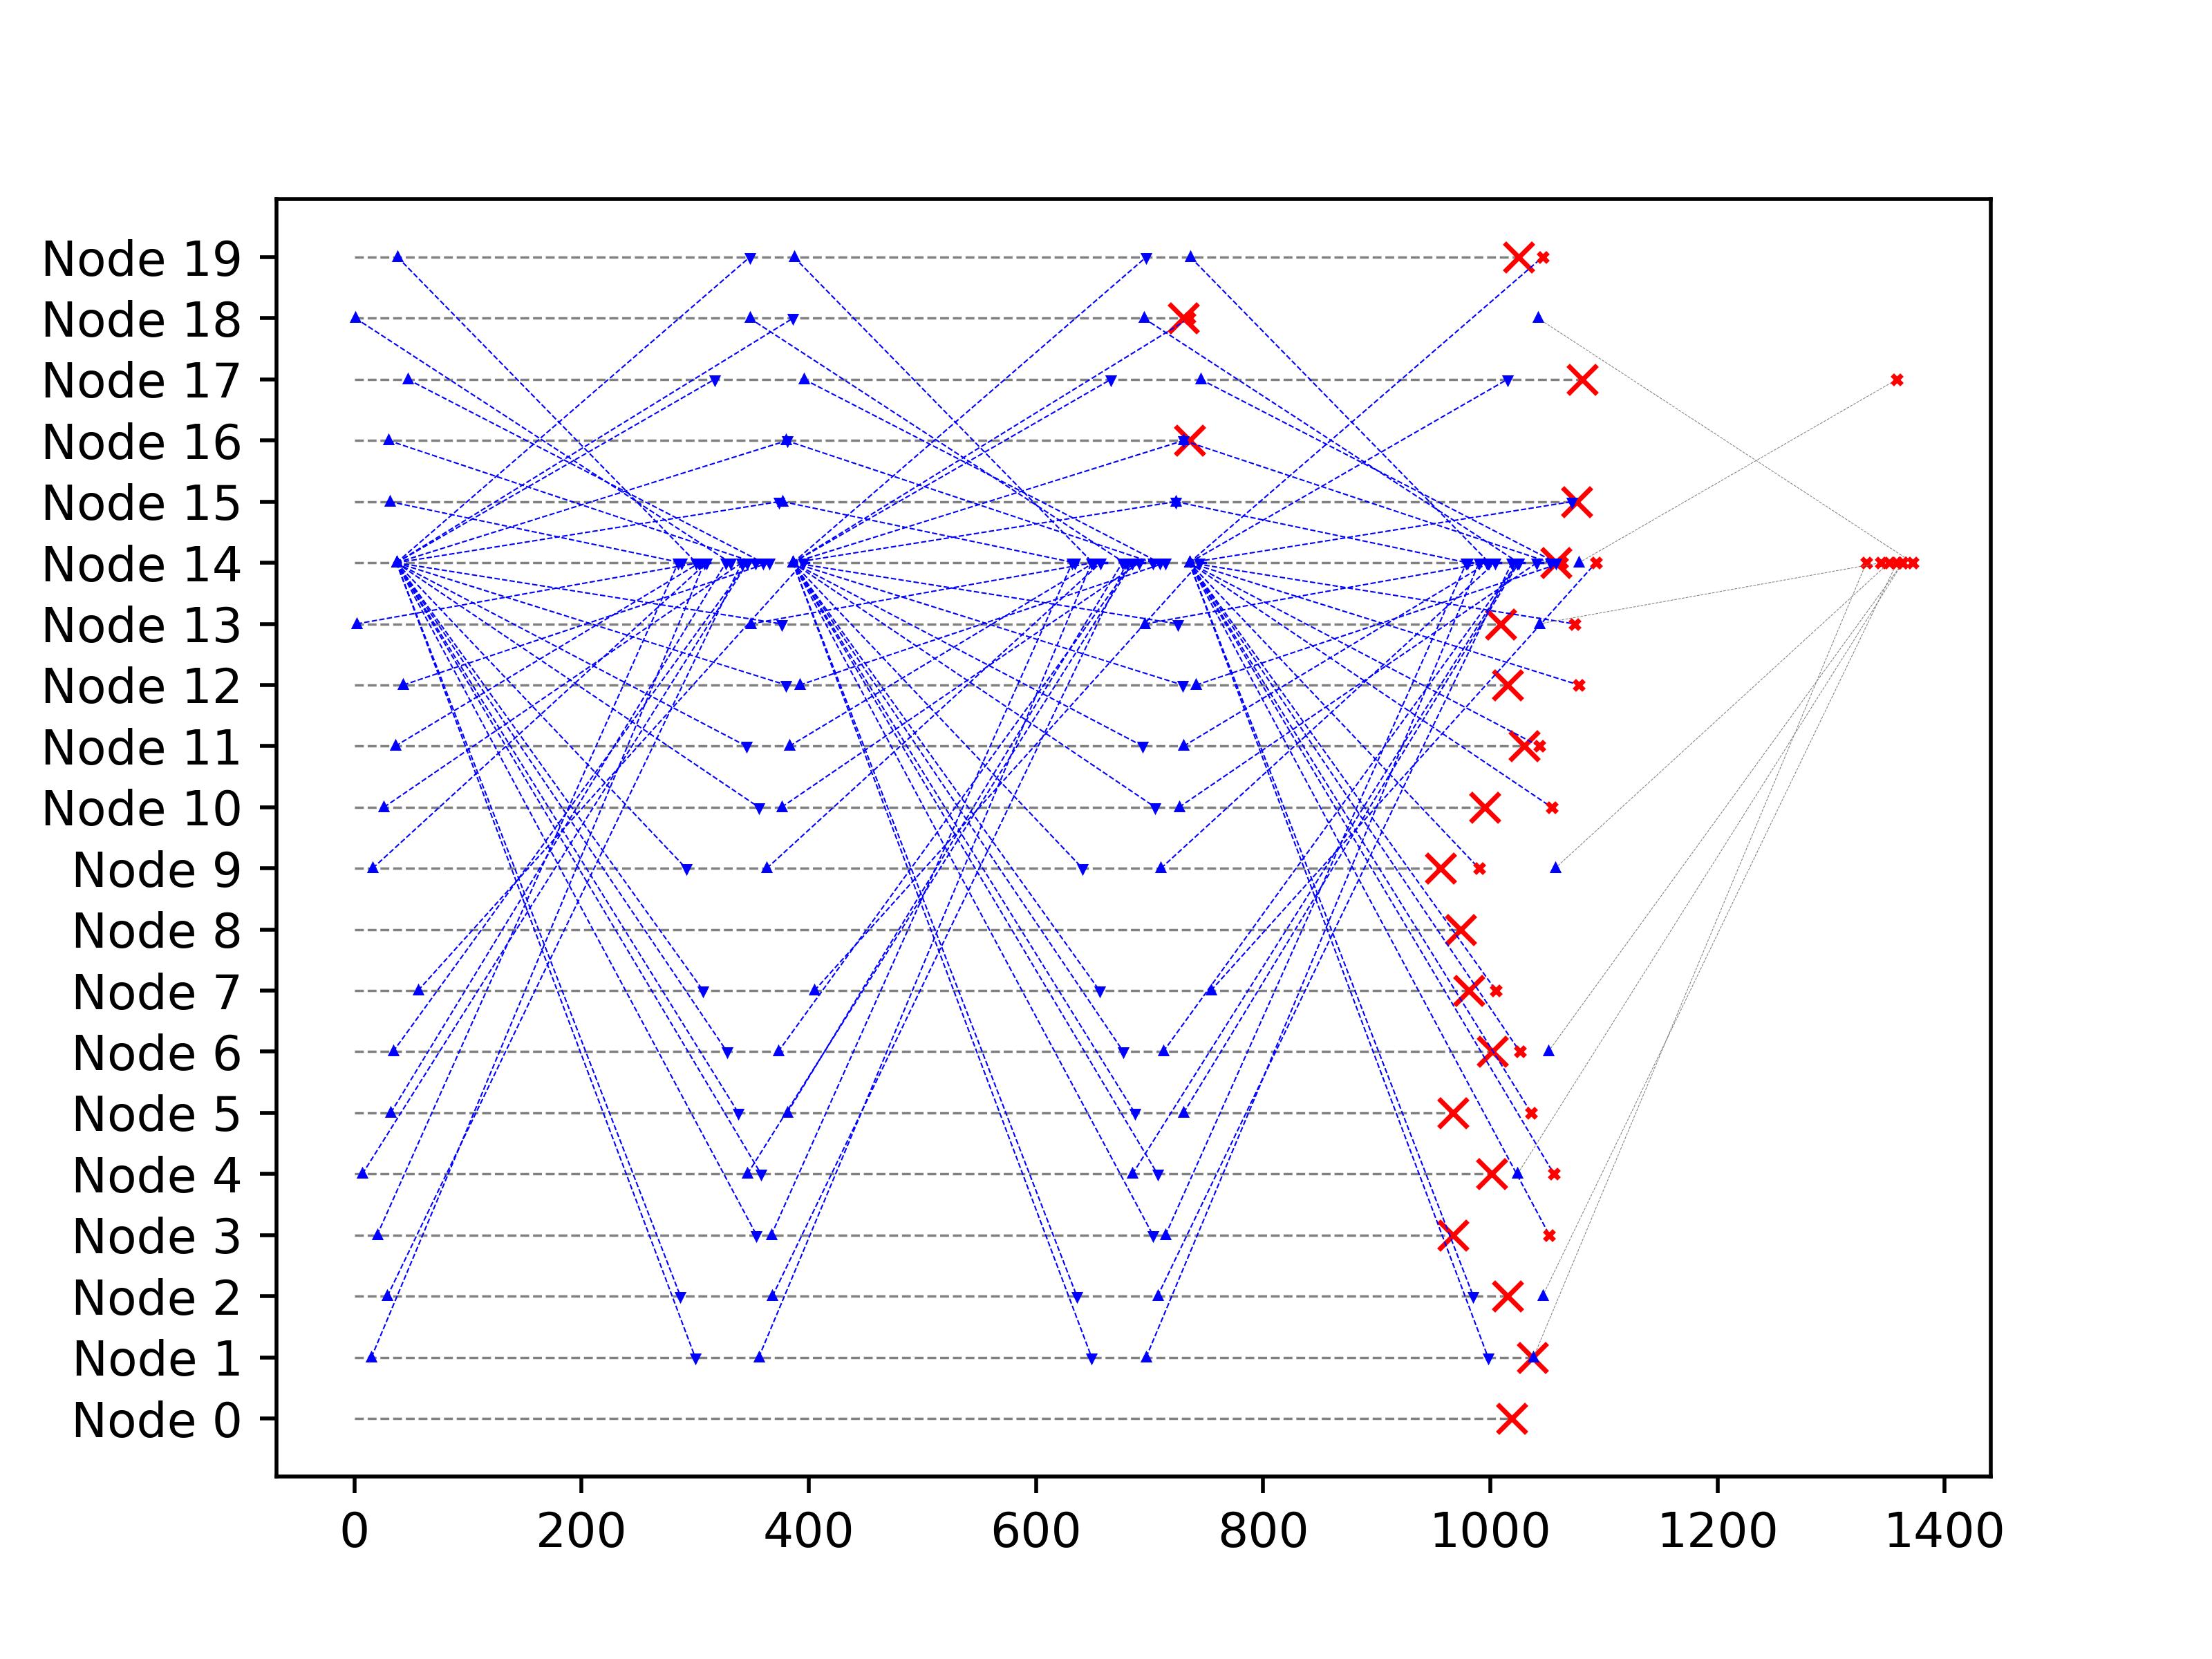 Node 19
Node 18
Node 17
Node 16
Node 15
Node 14
Node 13
Node 12
Node 11
Node 10
Node 9
Node 8
Node 7
Node 6
Node 5
Node 4
Node 3
Node 2
Node 1
Node 0
0 200 400 600 800 1000 1200 1400